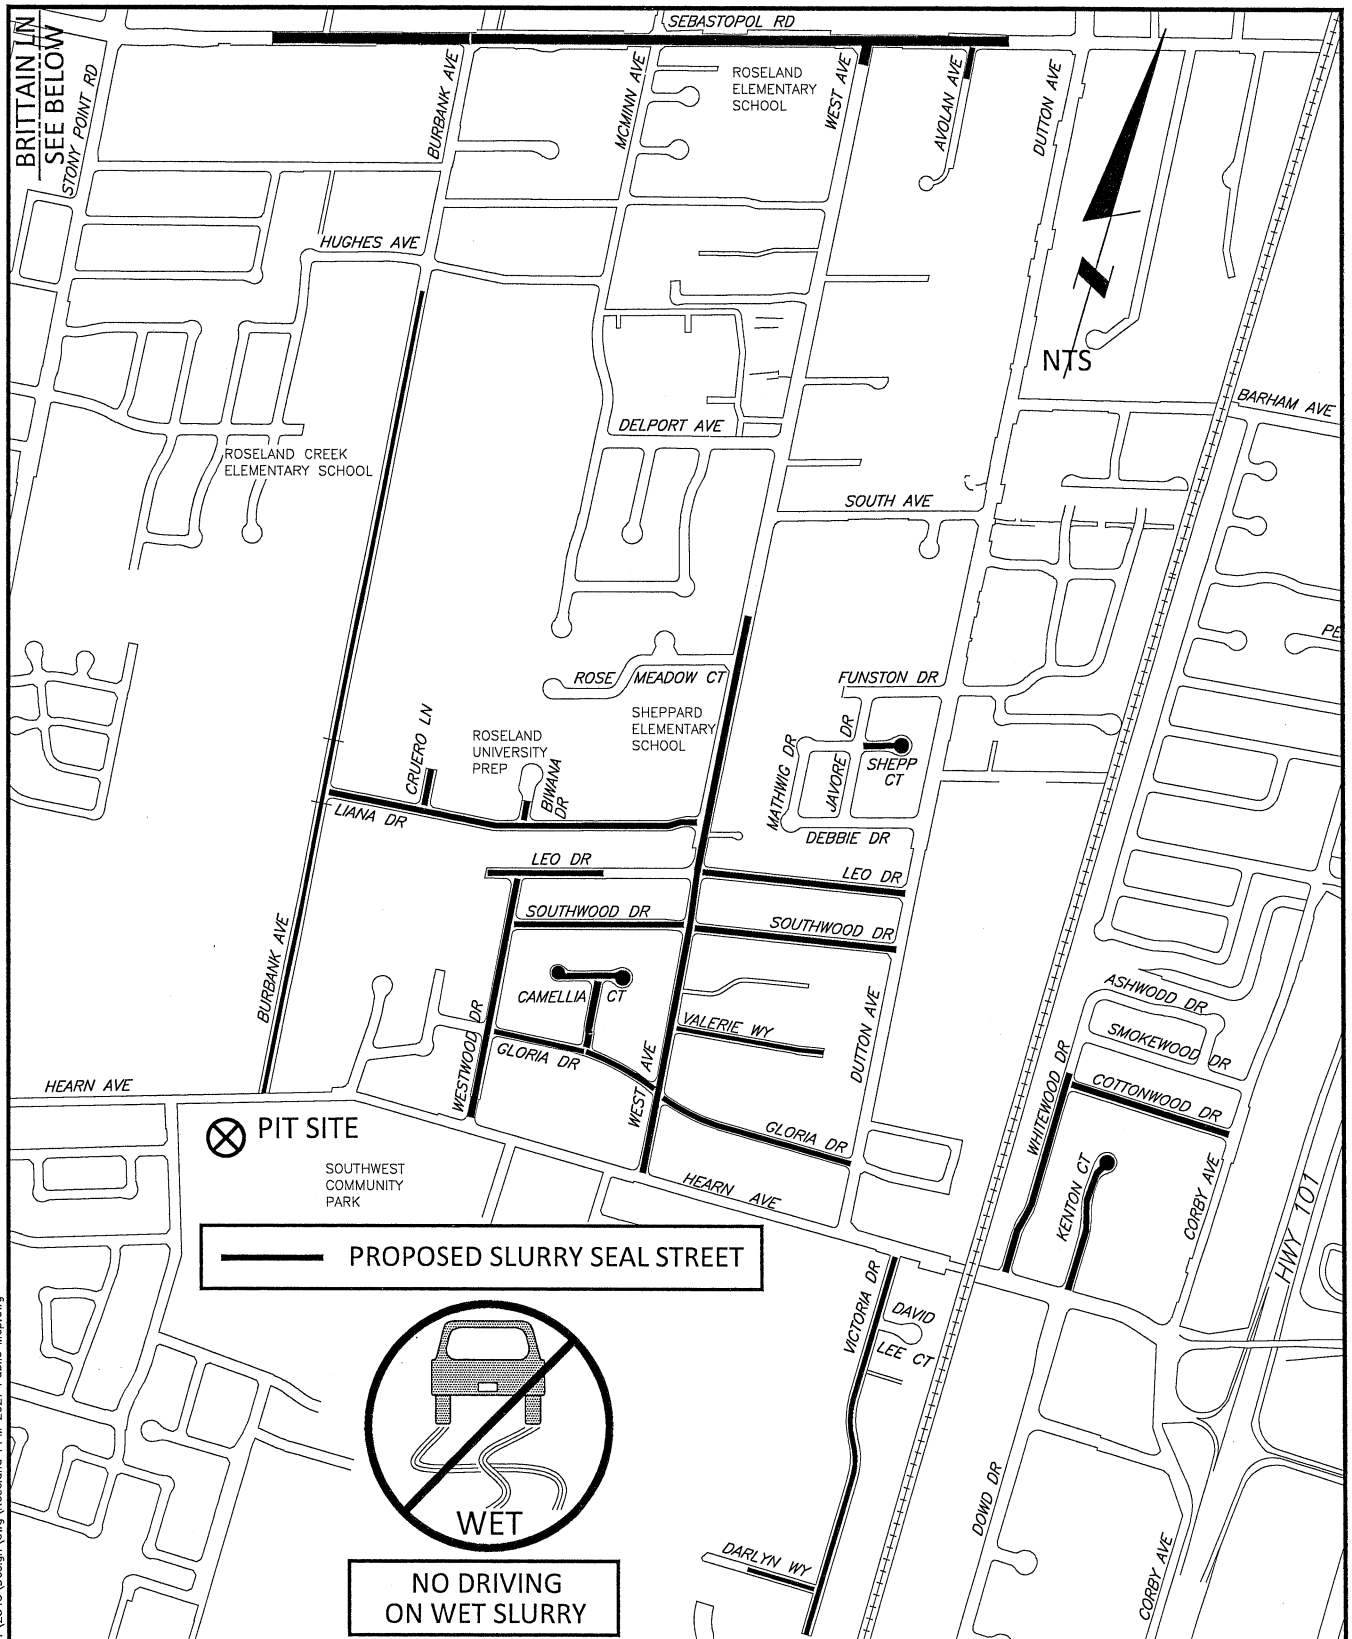 SEBASTOPOL RD
BRITTAIN LN
SEE BELOW
STONY POINT RD
BURBANK AVE
MCMINN AVE
ROSELAND
ELEMENTARY
SCHOOL
WEST AVE
AVOLAN AVE
DUTTON AVE
HUGHES AVE
NTS
BARHAM AVE
DELPORT AVE
ROSELAND CREEK
ELEMENTARY SCHOOL
SOUTH AVE
PE
ROSE MEADOW CT
FUNSTON DR
SHEPPARD
ELEMENTARY
SCHOOL
CRUERO LN
ROSELAND
UNIVERSITY
PREP
BIWANA
DR
MATHWIG DR
JAVORE DR
SHEPP
CT
LIANA DR
DEBBIE DR
LEO DR
LEO DR
SOUTHWOOD DR
SOUTHWOOD DR
BURBANK AVE
CAMELLIA CT
WESTWOOD DR
GLORIA DR
VALERIE WY
WEST AVE
DUTTON AVE
ASHWOOD DR
SMOKEWOOD DR
WHITEWOOD DR
COTTONWOOD DR
HEARN AVE
PIT SITE
GLORIA DR
SOUTHWEST
COMMUNITY
PARK
HEARN AVE
KENTON CT
CORBY AVE
HWY 101
PROPOSED SLURRY SEAL STREET
VICTORIA DR
DAVID
LEE CT
WET
DOWD DR
DARLYN WY
CORBY AVE
NO DRIVING
ON WET SLURRY